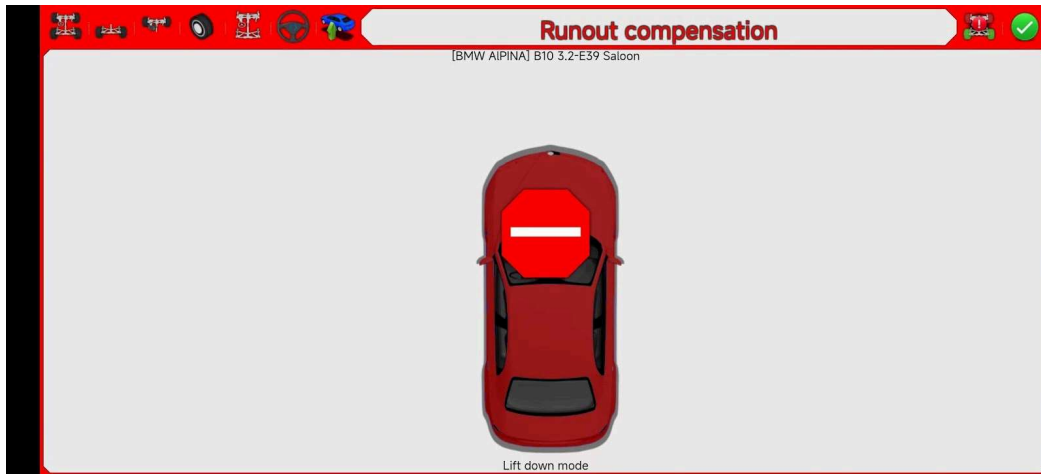 Runout compensation
[BMW AlPINA] B10 3.2-E39 Saloon
Lift down mode